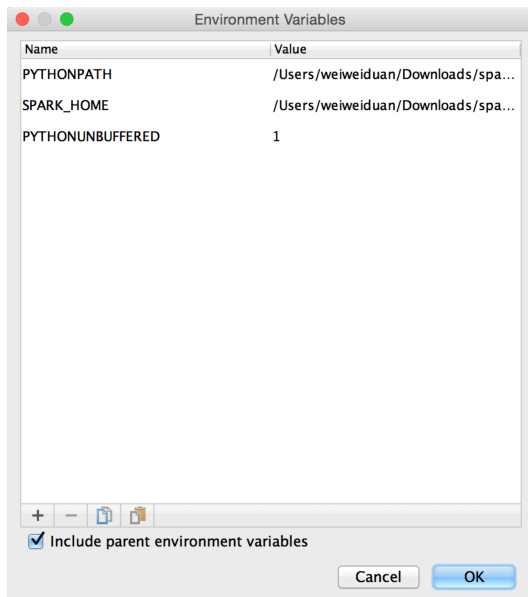 Environment Variables
Name Value
PYTHONPATH /Users/weiweiduan/Downloads/spa...
SPARK_HOME /Users/weiweiduan/Downloads/spa...
PYTHONUNBUFFERED 1
+ −
Include parent environment variables
Cancel OK